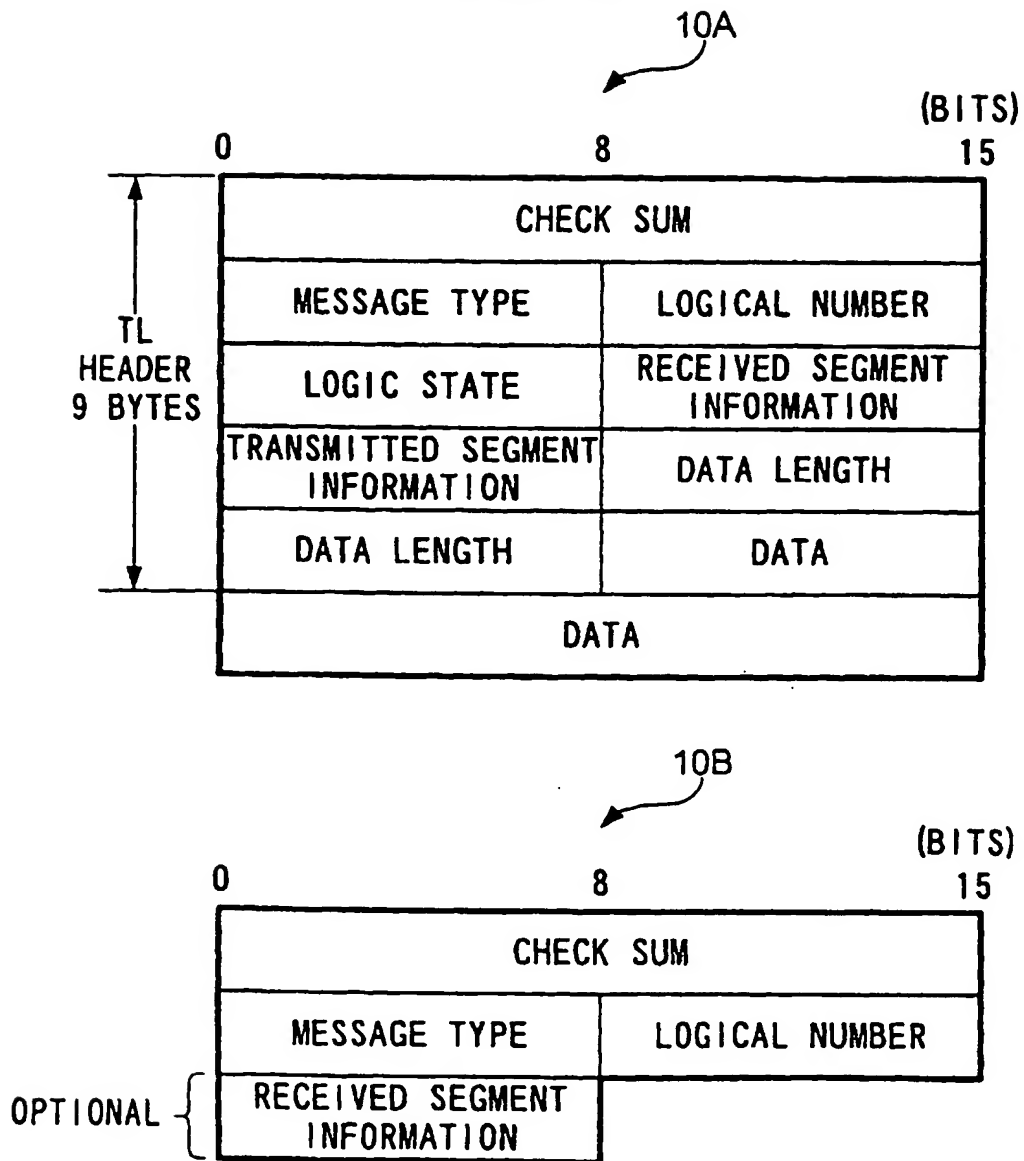 10A
(BITS)
0 8 15
CHECK SUM
MESSAGE TYPE LOGICAL NUMBER
TL
HEADER
9 BYTES
LOGIC STATE
RECEIVED SEGMENT
INFORMATION
TRANSMITTED SEGMENT
INFORMATION
DATA LENGTH
DATA LENGTH DATA
DATA
10B
(BITS)
0 8 15
CHECK SUM
MESSAGE TYPE LOGICAL NUMBER
OPTIONAL
RECEIVED SEGMENT
INFORMATION